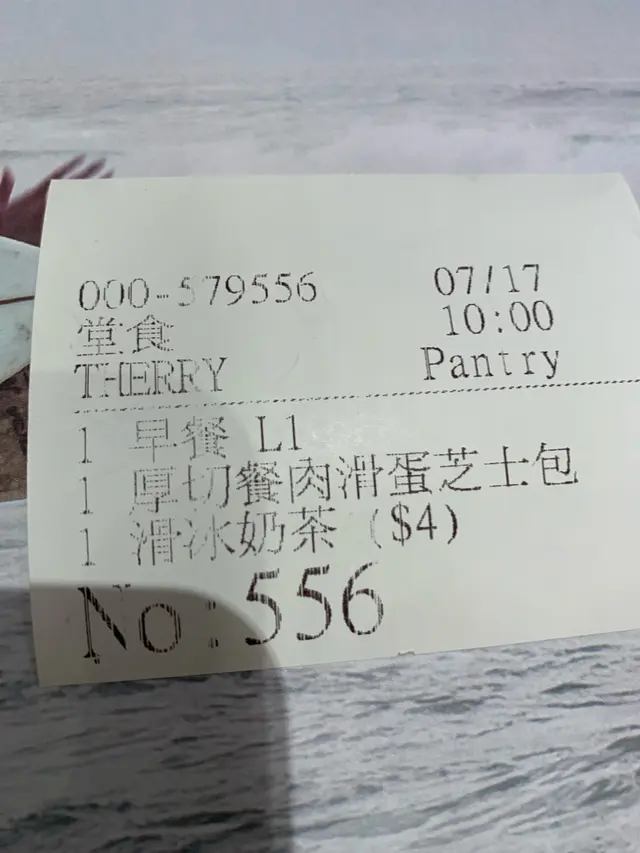 000-579556 07/17
堂食 10:00
THERRY Pantry
1 早餐 L1
1 厚切餐肉滑蛋芝士包
1 滑冰奶茶 ($4)
No:556